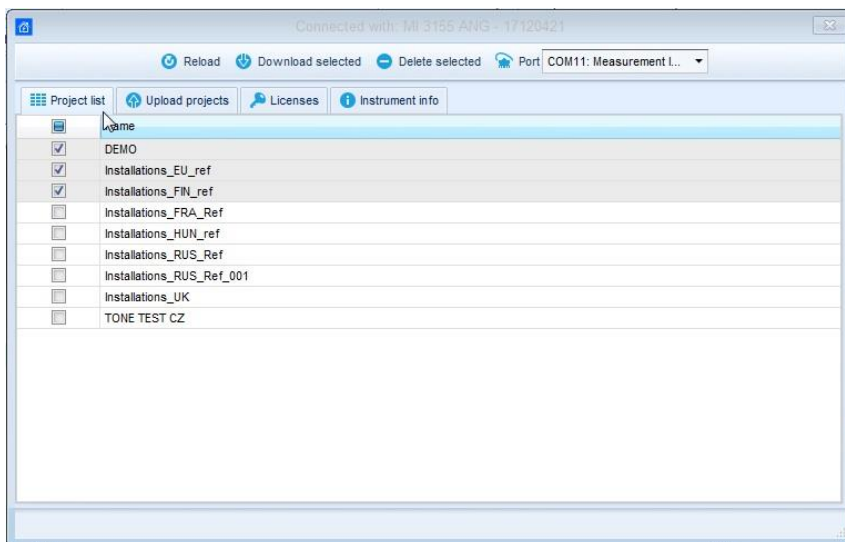 Connected with: MI 3155 ANG - 17120421
Reload Download selected Delete selected Port COM11: Measurement I...
Project list Upload projects Licenses Instrument info
Name
DEMO
Installations_EU_ref
Installations_FIN_ref
Installations_FRA_Ref
Installations_HUN_ref
Installations_RUS_Ref
Installations_RUS_Ref_001
Installations_UK
TONE TEST CZ